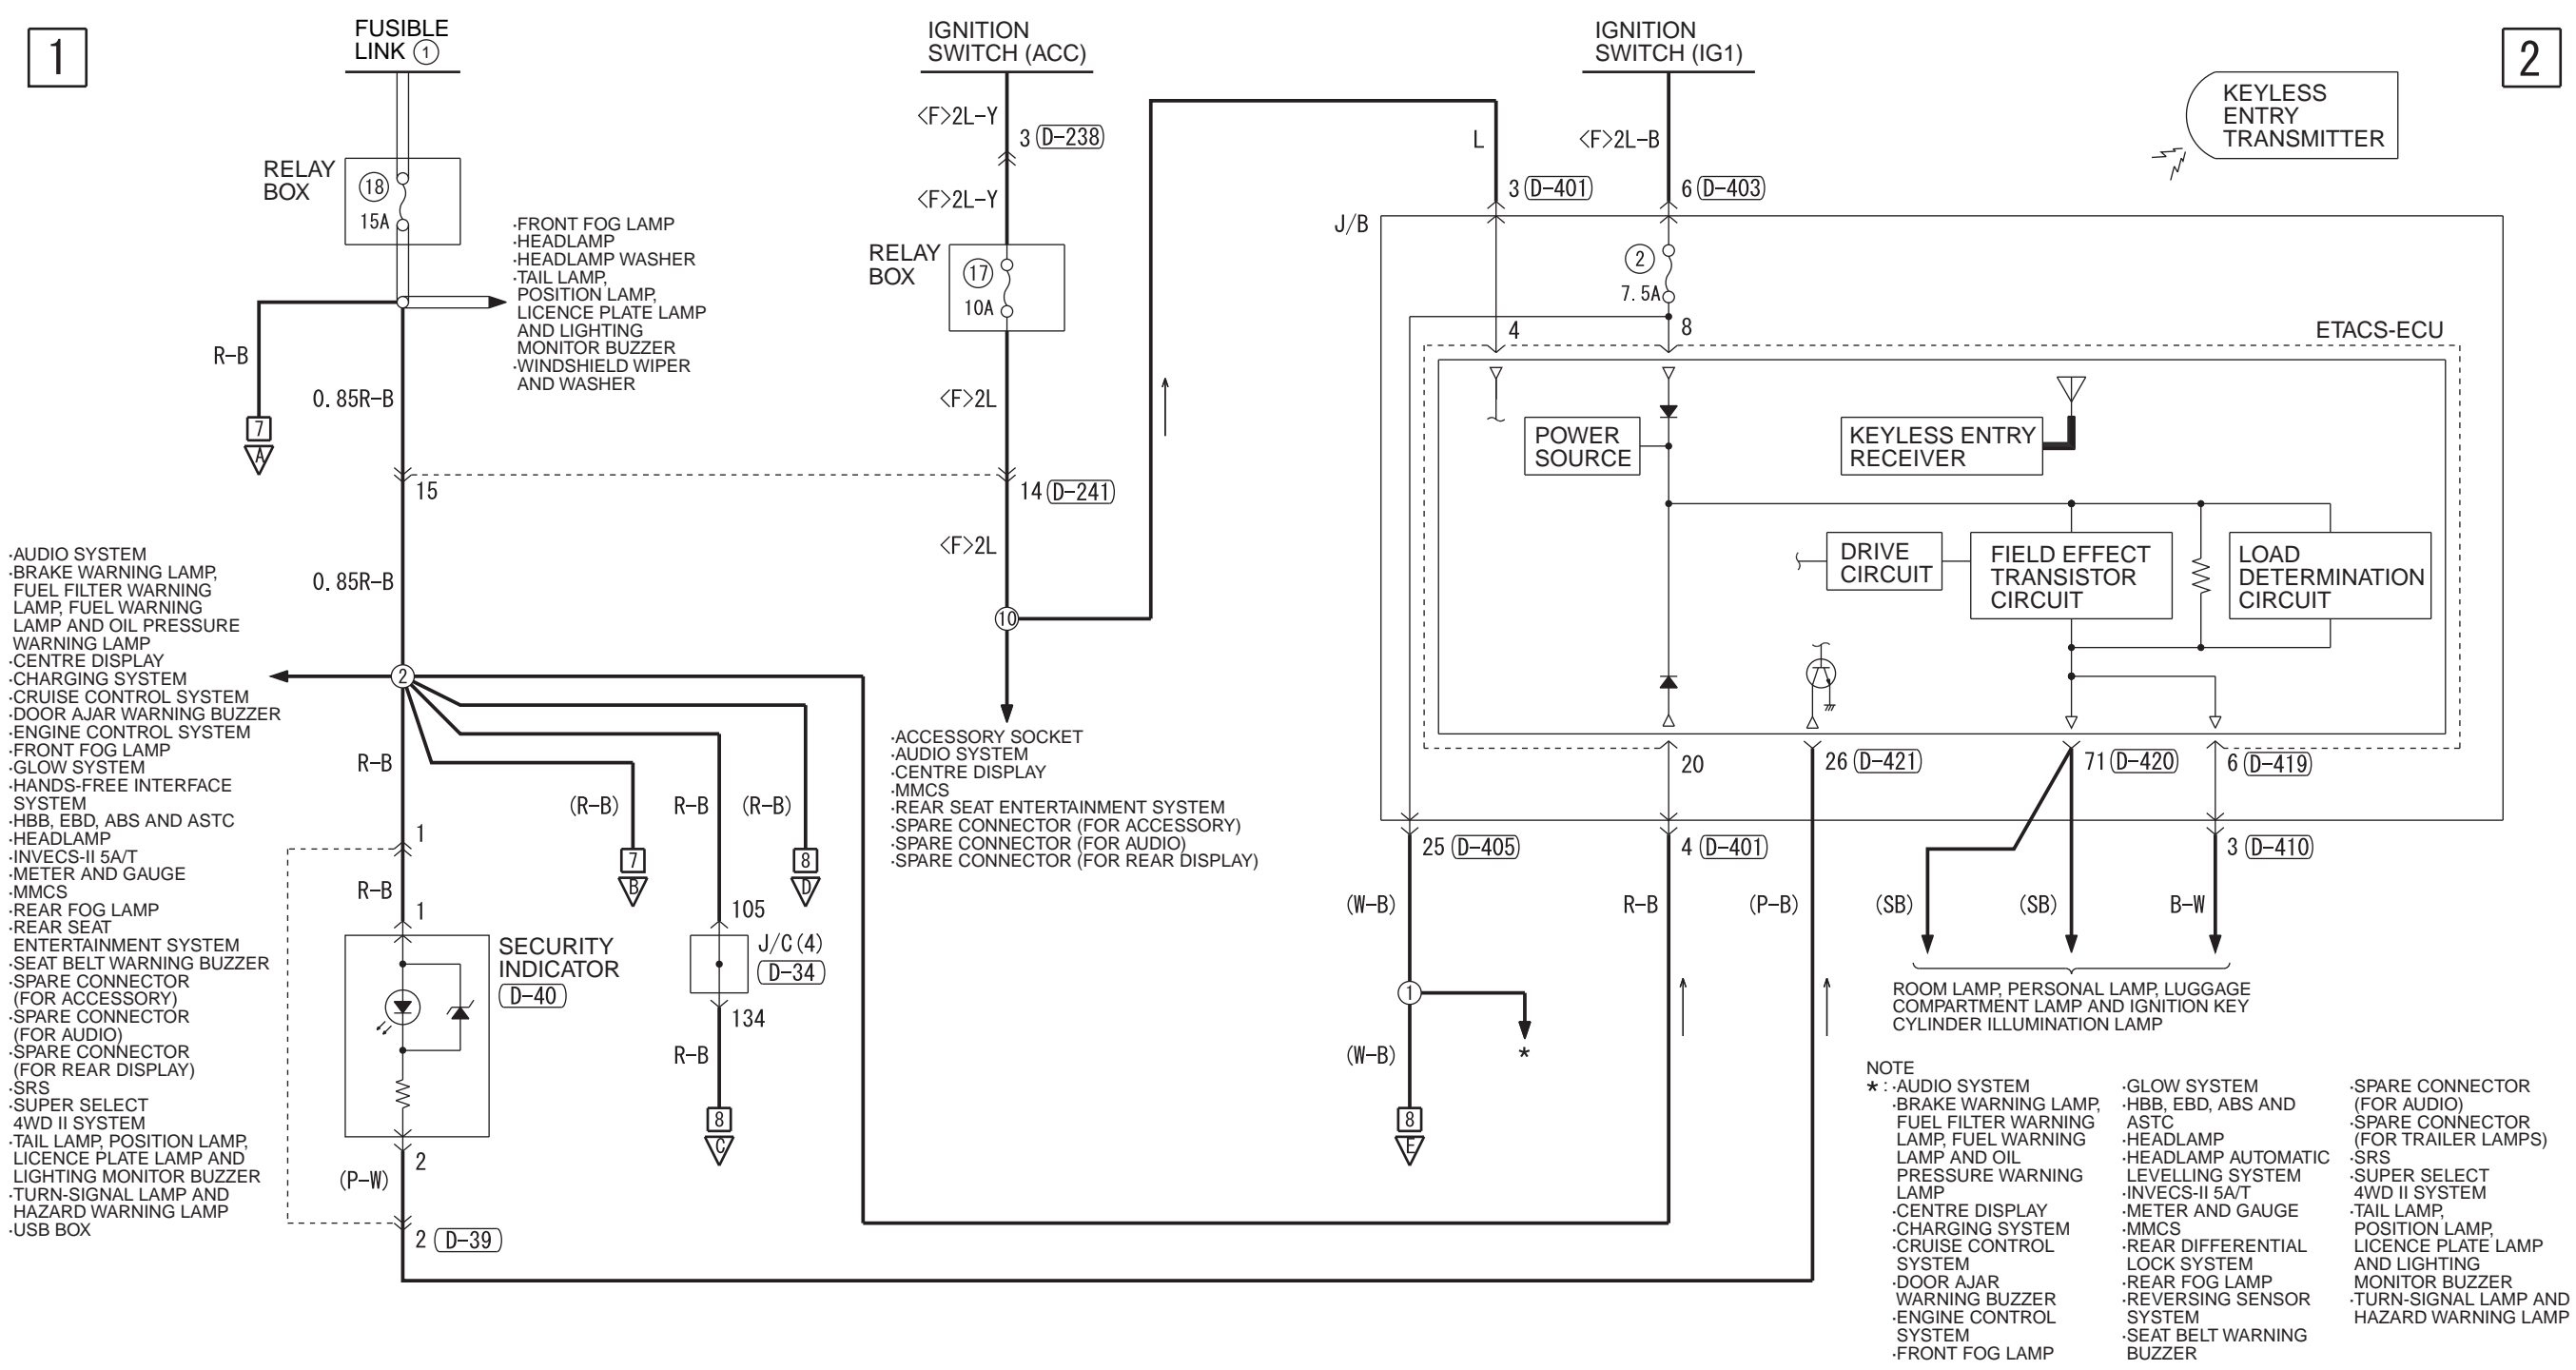 1
FUSIBLE
LINK ①
IGNITION
SWITCH (ACC)
IGNITION
SWITCH (IG1)
2
KEYLESS
ENTRY
TRANSMITTER
<F>2L-Y
3 (D-238)
<F>2L-Y
L
<F>2L-B
3 (D-401)
6 (D-403)
RELAY
BOX
18
15A
·FRONT FOG LAMP
·HEADLAMP
·HEADLAMP WASHER
·TAIL LAMP,
POSITION LAMP,
LICENCE PLATE LAMP
AND LIGHTING
MONITOR BUZZER
·WINDSHIELD WIPER
AND WASHER
RELAY
BOX
17
10A
J/B
2
7.5A
4
8
ETACS-ECU
R-B
0.85R-B
<F>2L
7
A
15
14 (D-241)
POWER
SOURCE
KEYLESS ENTRY
RECEIVER
DRIVE
CIRCUIT
FIELD EFFECT
TRANSISTOR
CIRCUIT
LOAD
DETERMINATION
CIRCUIT
0.85R-B
<F>2L
10
2
·AUDIO SYSTEM
·BRAKE WARNING LAMP,
FUEL FILTER WARNING
LAMP, FUEL WARNING
LAMP AND OIL PRESSURE
WARNING LAMP
·CENTRE DISPLAY
·CHARGING SYSTEM
·CRUISE CONTROL SYSTEM
·DOOR AJAR WARNING BUZZER
·ENGINE CONTROL SYSTEM
·FRONT FOG LAMP
·GLOW SYSTEM
·HANDS-FREE INTERFACE
SYSTEM
·HBB, EBD, ABS AND ASTC
·HEADLAMP
·INVECS-II 5A/T
·METER AND GAUGE
·MMCS
·REAR FOG LAMP
·REAR SEAT
ENTERTAINMENT SYSTEM
·SEAT BELT WARNING BUZZER
·SPARE CONNECTOR
(FOR ACCESSORY)
·SPARE CONNECTOR
(FOR AUDIO)
·SPARE CONNECTOR
(FOR REAR DISPLAY)
·SRS
·SUPER SELECT
4WD II SYSTEM
·TAIL LAMP, POSITION LAMP,
LICENCE PLATE LAMP AND
LIGHTING MONITOR BUZZER
·TURN-SIGNAL LAMP AND
HAZARD WARNING LAMP
·USB BOX
·ACCESSORY SOCKET
·AUDIO SYSTEM
·CENTRE DISPLAY
·MMCS
·REAR SEAT ENTERTAINMENT SYSTEM
·SPARE CONNECTOR (FOR ACCESSORY)
·SPARE CONNECTOR (FOR AUDIO)
·SPARE CONNECTOR (FOR REAR DISPLAY)
R-B
(R-B)
R-B
(R-B)
20
26 (D-421)
71 (D-420)
6 (D-419)
1
7
B
8
D
25 (D-405)
4 (D-401)
3 (D-410)
R-B
1
105
(W-B)
R-B
(P-B)
(SB)
(SB)
B-W
SECURITY
INDICATOR
(D-40)
J/C(4)
(D-34)
134
1
ROOM LAMP, PERSONAL LAMP, LUGGAGE
COMPARTMENT LAMP AND IGNITION KEY
CYLINDER ILLUMINATION LAMP
R-B
(W-B)
*
8
C
8
E
2
(P-W)
2 (D-39)
NOTE
* : ·AUDIO SYSTEM
·BRAKE WARNING LAMP,
FUEL FILTER WARNING
LAMP, FUEL WARNING
LAMP AND OIL
PRESSURE WARNING
LAMP
·CENTRE DISPLAY
·CHARGING SYSTEM
·CRUISE CONTROL
SYSTEM
·DOOR AJAR
WARNING BUZZER
·ENGINE CONTROL
SYSTEM
·FRONT FOG LAMP
·GLOW SYSTEM
·HBB, EBD, ABS AND
ASTC
·HEADLAMP
·HEADLAMP AUTOMATIC
LEVELLING SYSTEM
·INVECS-II 5A/T
·METER AND GAUGE
·MMCS
·REAR DIFFERENTIAL
LOCK SYSTEM
·REAR FOG LAMP
·REVERSING SENSOR
SYSTEM
·SEAT BELT WARNING
BUZZER
·SPARE CONNECTOR
(FOR AUDIO)
·SPARE CONNECTOR
(FOR TRAILER LAMPS)
·SRS
·SUPER SELECT
4WD II SYSTEM
·TAIL LAMP,
POSITION LAMP,
LICENCE PLATE LAMP
AND LIGHTING
MONITOR BUZZER
·TURN-SIGNAL LAMP AND
HAZARD WARNING LAMP